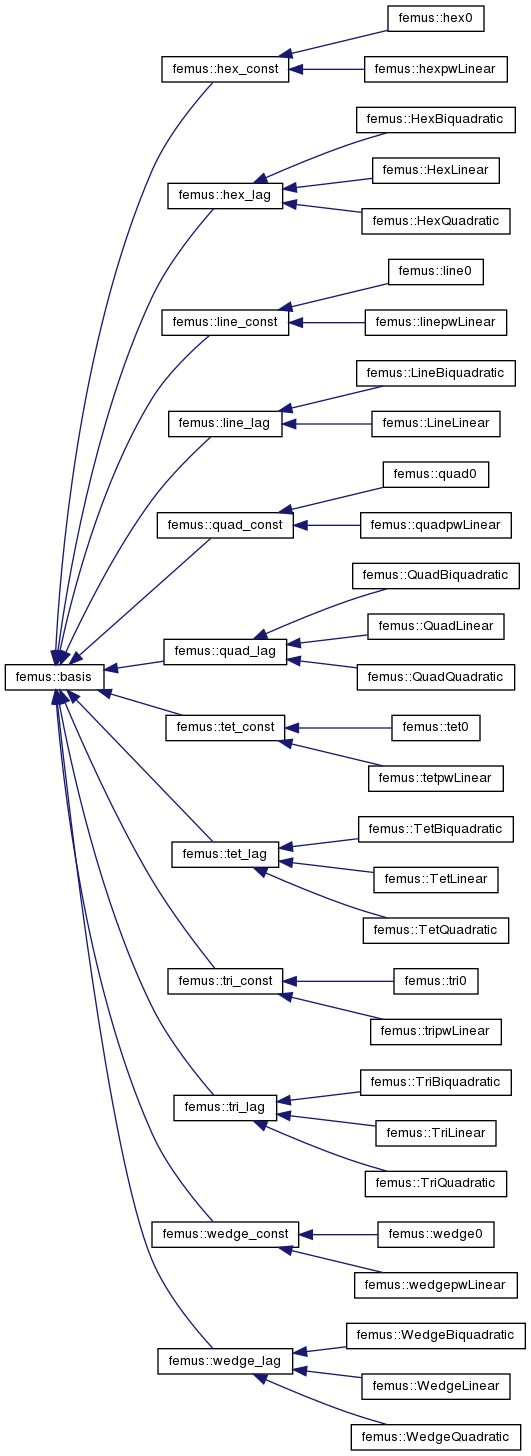 femus::hex0
femus::hex_const
femus::hexpwLinear
femus::HexBiquadratic
femus::HexLinear
femus::hex_lag
femus::HexQuadratic
femus::line0
femus::line_const
femus::linepwLinear
femus::LineBiquadratic
femus::line_lag
femus::LineLinear
femus::quad0
femus::quad_const
femus::quadpwLinear
femus::QuadBiquadratic
femus::QuadLinear
femus::quad_lag
femus::basis
femus::QuadQuadratic
femus::tet_const
femus::tet0
femus::tetpwLinear
femus::TetBiquadratic
femus::tet_lag
femus::TetLinear
femus::TetQuadratic
femus::tri_const
femus::tri0
femus::tripwLinear
femus::TriBiquadratic
femus::tri_lag
femus::TriLinear
femus::TriQuadratic
femus::wedge_const
femus::wedge0
femus::wedgepwLinear
femus::WedgeBiquadratic
femus::wedge_lag
femus::WedgeLinear
femus::WedgeQuadratic